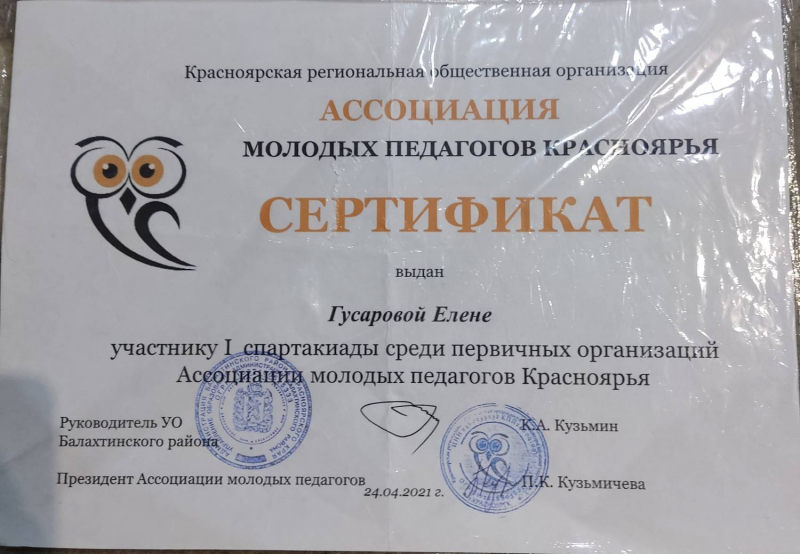 Красноярская региональная общественная организация
АССОЦИАЦИЯ
МОЛОДЫХ ПЕДАГОГОВ КРАСНОЯРЬЯ
СЕРТИФИКАТ
выдан
Гусаровой Елене
участнику I спартакиады среди первичных организаций
Ассоциации молодых педагогов Красноярья
Руководитель УО
Балахтинского района
К.А. Кузьмин
Президент Ассоциации молодых педагогов
П.К. Кузьмичева
24.04.2021 г.